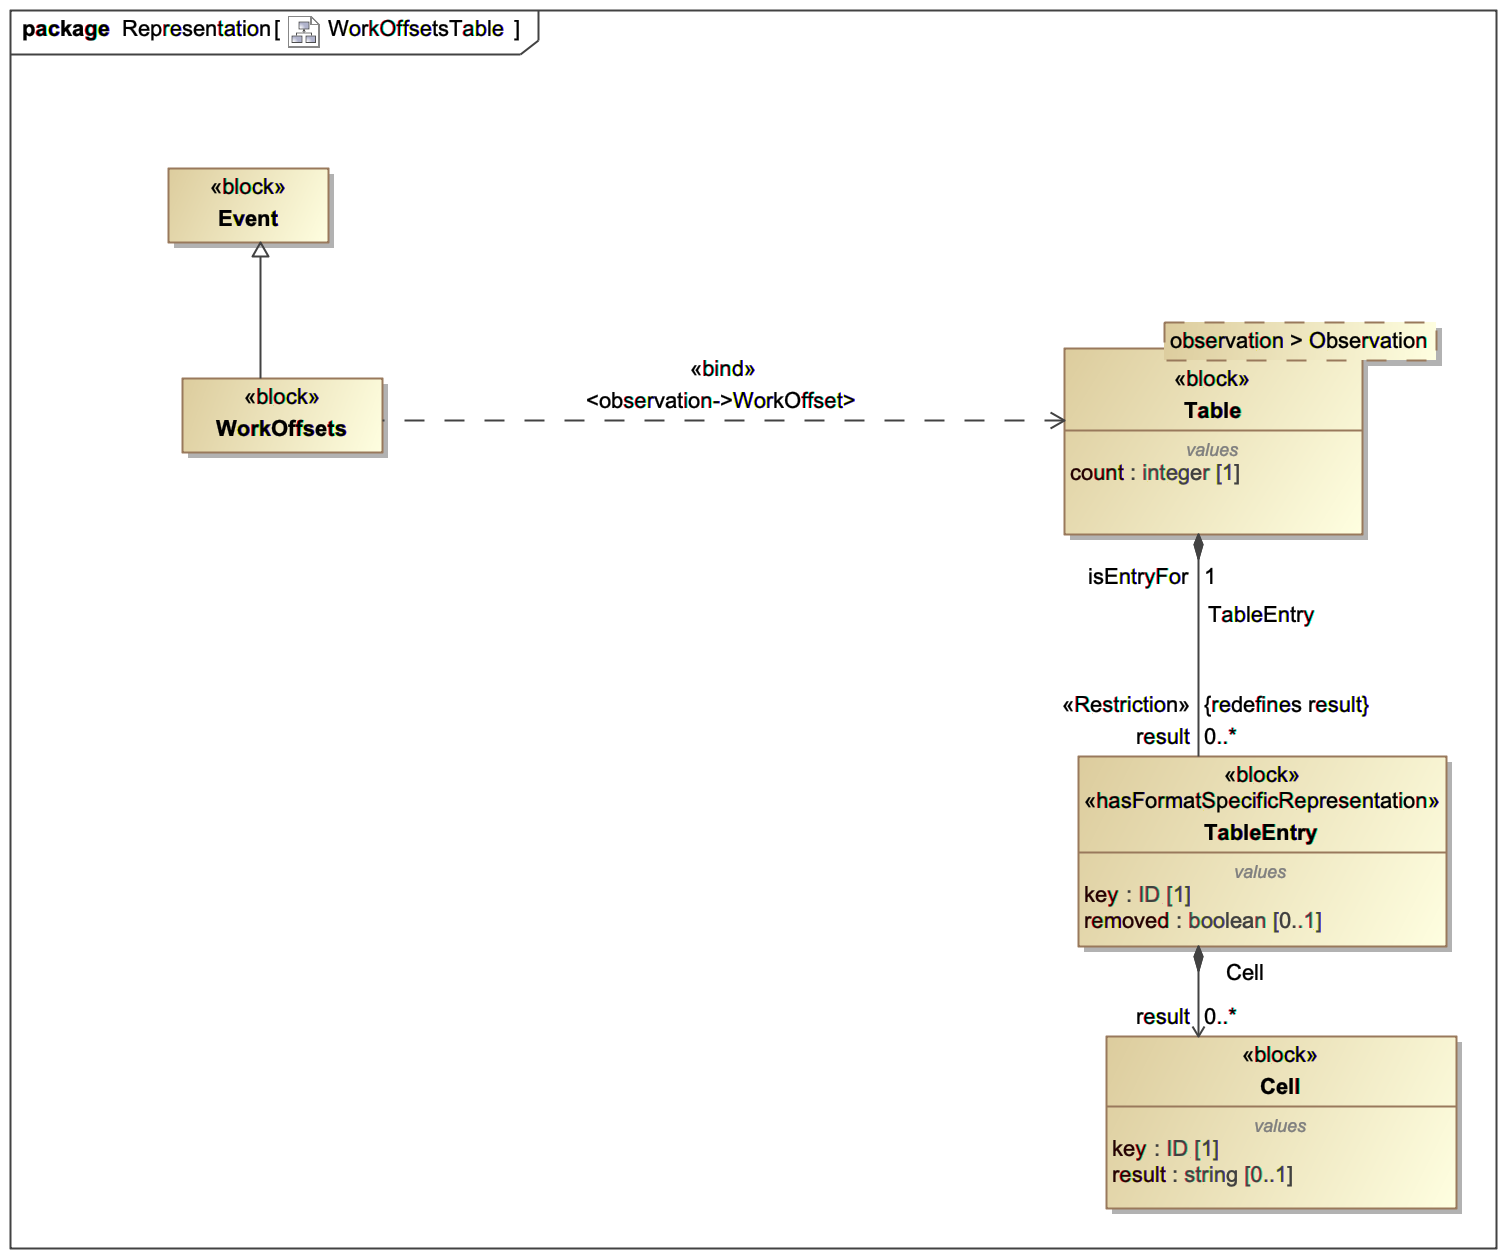 package Representation[ WorkOffsetsTable ]
«block»
Event
«block»
WorkOffsets
«bind»
<observation->WorkOffset>
observation > Observation
«block»
Table
values
count : integer [1]
isEntryFor 1
TableEntry
«Restriction» {redefines result}
result 0..*
«block»
«hasFormatSpecificRepresentation»
TableEntry
values
key : ID [1]
removed : boolean [0..1]
Cell
result 0..*
«block»
Cell
values
key : ID [1]
result : string [0..1]